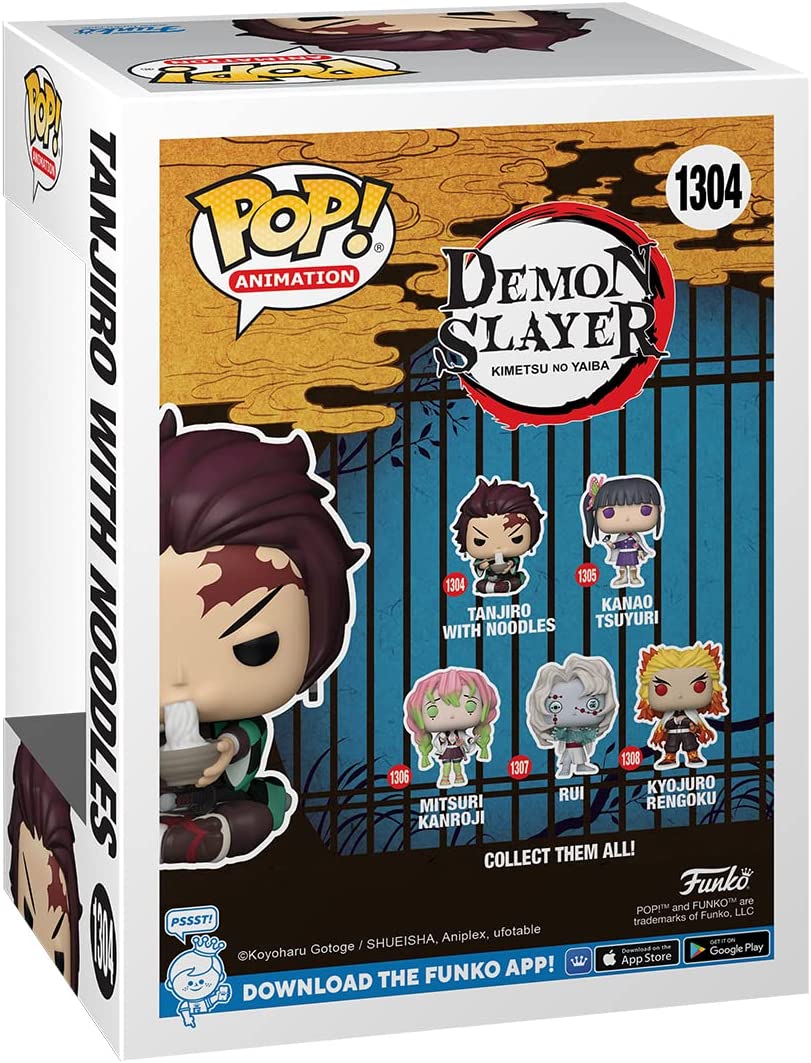 Funko
POP!
ANIMATION
POP!
ANIMATION
TANJIRO WITH NOODLES
1304
1304
POP!®
ANIMATION
DEMON
SLAYER
KIMETSU NO YAIBA
1304
TANJIRO
WITH NOODLES
1305
KANAO
TSUYURI
1306
MITSURI
KANROJI
1307
RUI
1308
KYOJURO
RENGOKU
COLLECT THEM ALL!
Funko
POP!™ and FUNKO™ are
trademarks of Funko, LLC
PSSST!
©Koyoharu Gotoge / SHUEISHA, Aniplex, ufotable
DOWNLOAD THE FUNKO APP!
Download on the
App Store
GET IT ON
Google Play